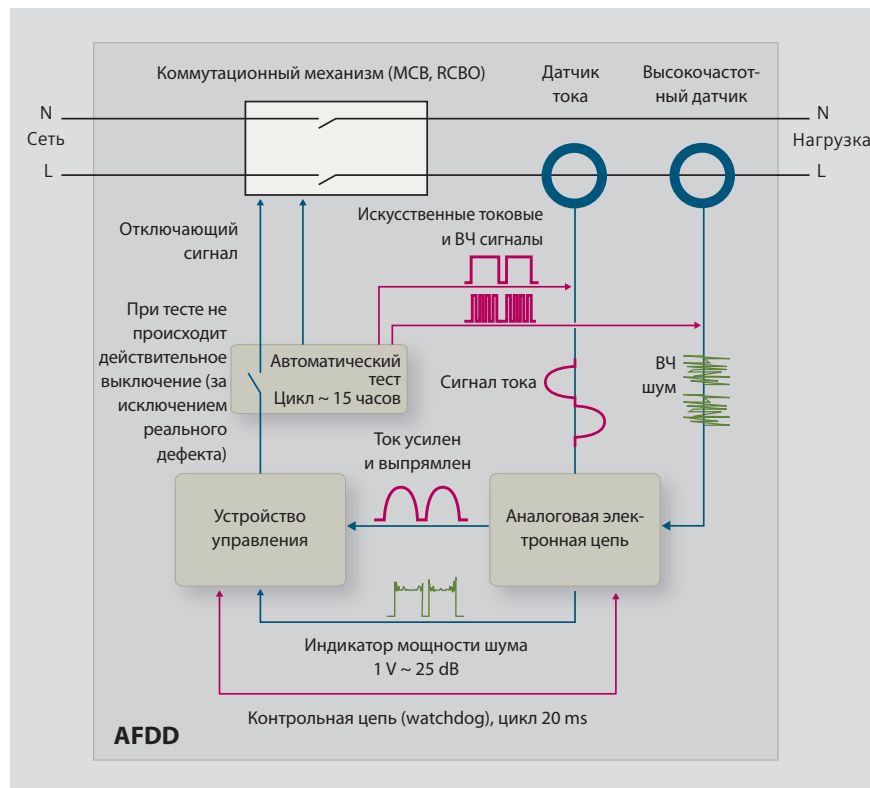 Коммутационный механизм (MCB, RCBO)
Датчик
тока
Высокочастот-
ный датчик
N
N
Сеть
Нагрузка
L
L
Отключающий
сигнал
Искусственные токовые
и ВЧ сигналы
При тесте не
происходит
действительное
выключение (за
исключением
реального
дефекта)
Автоматический
тест
Цикл ~ 15 часов
Сигнал тока
ВЧ
шум
Ток усилен
и выпрямлен
Устройство
управления
Аналоговая элек-
тронная цепь
Индикатор мощности шума
1 V ~ 25 dB
Контрольная цепь (watchdog), цикл 20 ms
AFDD